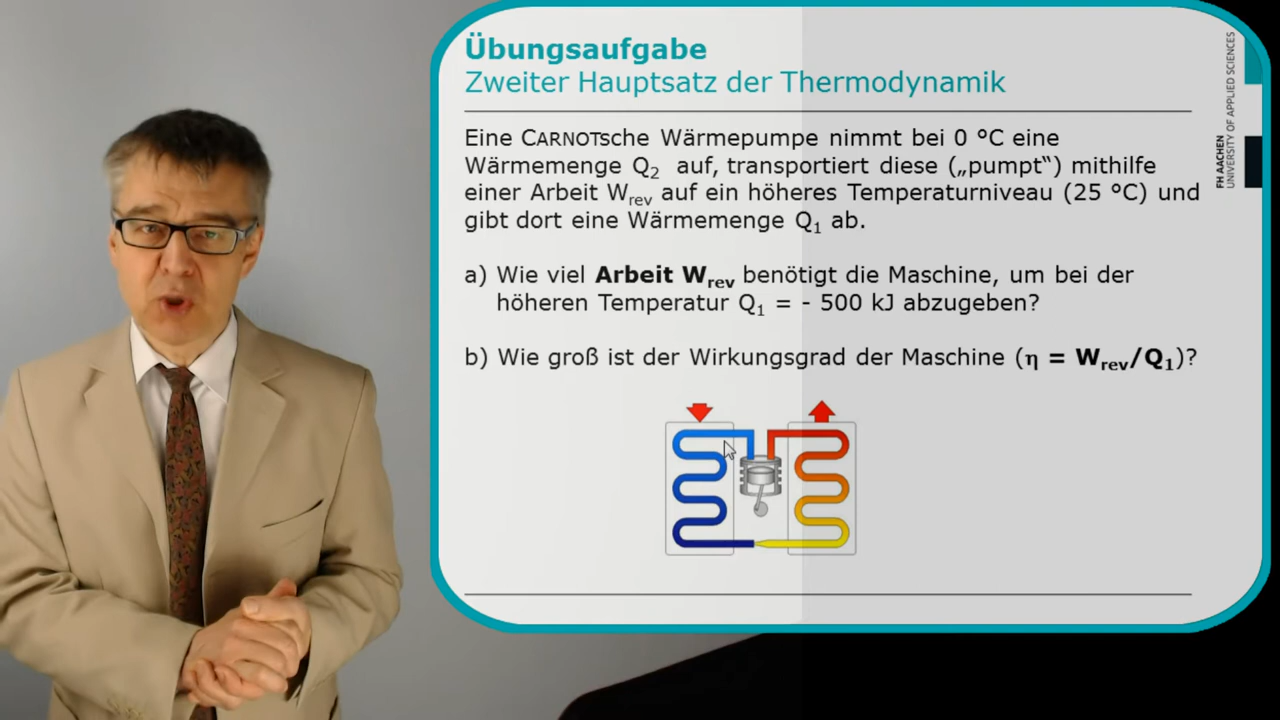 Übungsaufgabe
Zweiter Hauptsatz der Thermodynamik
Eine CARNOTsche Wärmepumpe nimmt bei 0 °C eine
Wärmemenge Q₂ auf, transportiert diese („pumpt“) mithilfe
einer Arbeit Wrev auf ein höheres Temperaturniveau (25 °C) und
gibt dort eine Wärmemenge Q₁ ab.
a) Wie viel Arbeit Wrev benötigt die Maschine, um bei der
höheren Temperatur Q₁ = - 500 kJ abzugeben?
b) Wie groß ist der Wirkungsgrad der Maschine (η = Wrev/Q₁)?
FH AACHEN
UNIVERSITY OF APPLIED SCIENCES